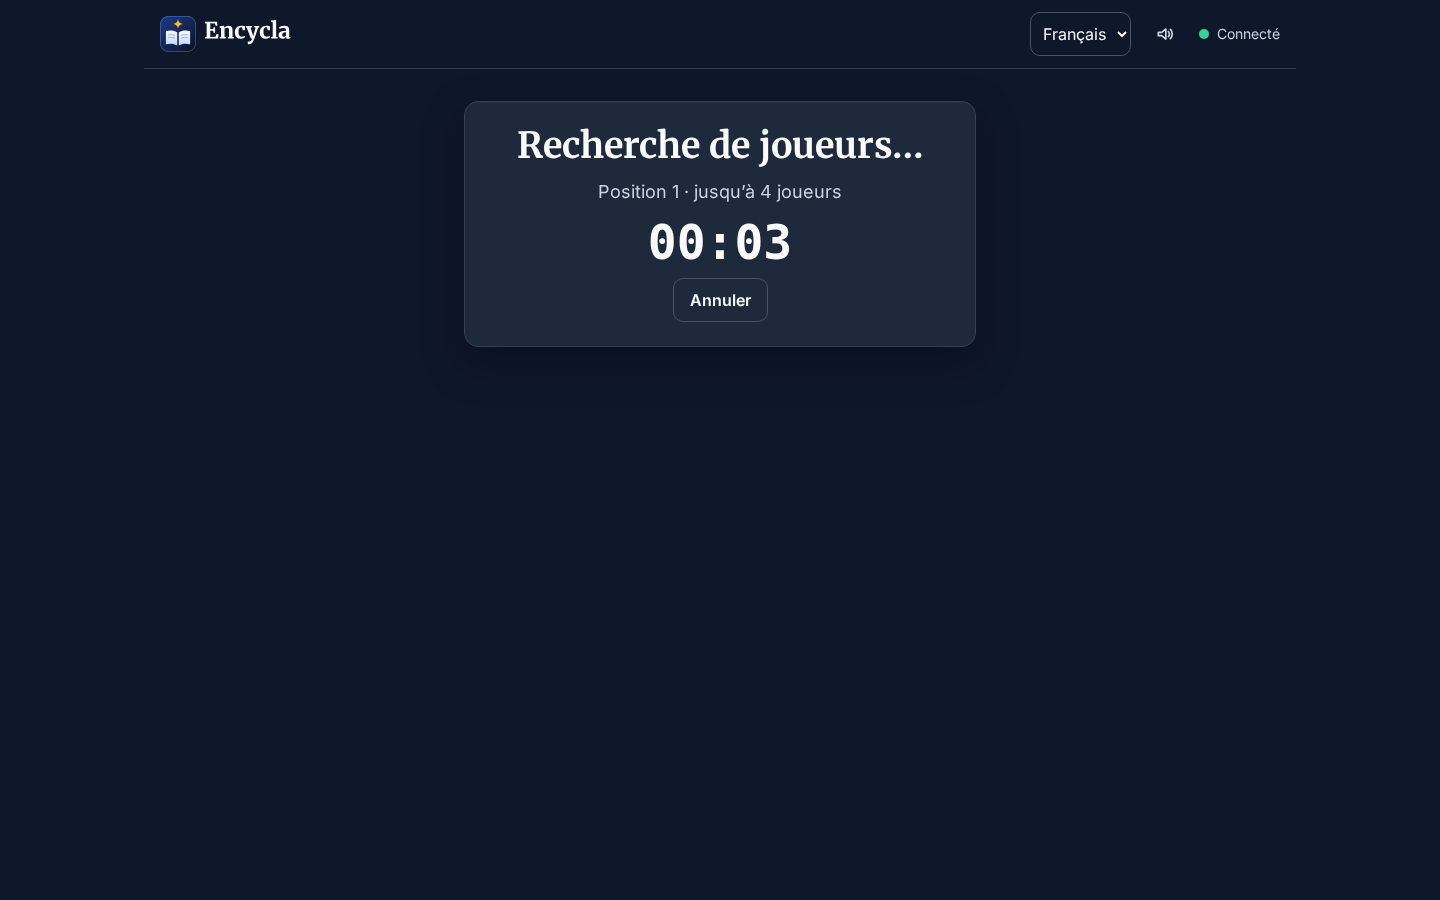 Encycla
Français
Connecté
Recherche de joueurs…
Position 1 · jusqu’à 4 joueurs
00:03
Annuler